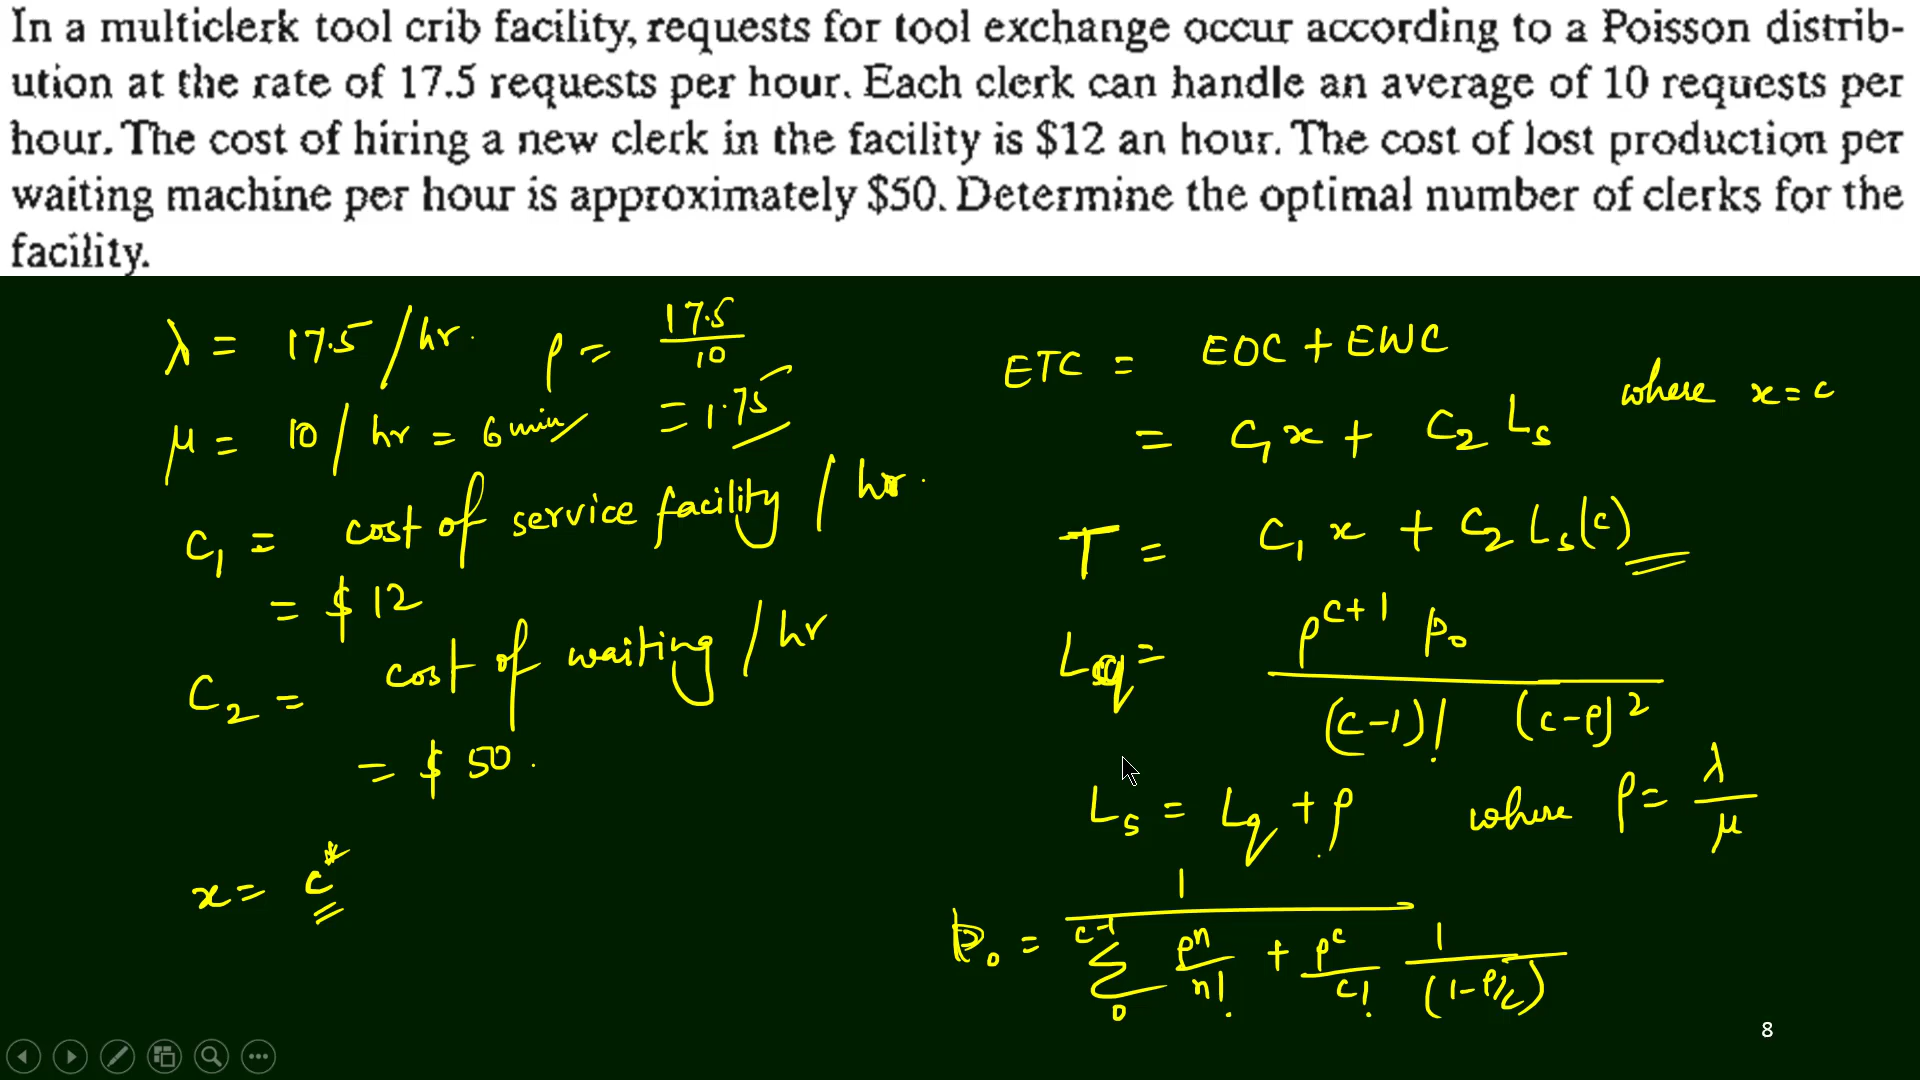 In a multiclerk tool crib facility, requests for tool exchange occur according to a Poisson distrib-
ution at the rate of 17.5 requests per hour. Each clerk can handle an average of 10 requests per
hour. The cost of hiring a new clerk in the facility is $12 an hour. The cost of lost production per
waiting machine per hour is approximately $50. Determine the optimal number of clerks for the
facility.
λ = 17.5 / hr.
ρ = 17.5 / 10
= 1.75
μ = 10 / hr = 6 min
C₁ = cost of service facility / hr.
= $ 12
C₂ = cost of waiting / hr
= $ 50.
x = c*
ETC = EOC + EWC
= C₁x + C₂ Ls where x = c
T = C₁ x + C₂ Ls(c)
Lq = ρ^(c+1) p₀ / (c-1)! (c-ρ)²
Ls = Lq + ρ where ρ = λ / μ
p₀ = 1 / Σ₀^(c-1) ρ^n / n! + ρ^c / c! 1 / (1 - ρ/c)
8